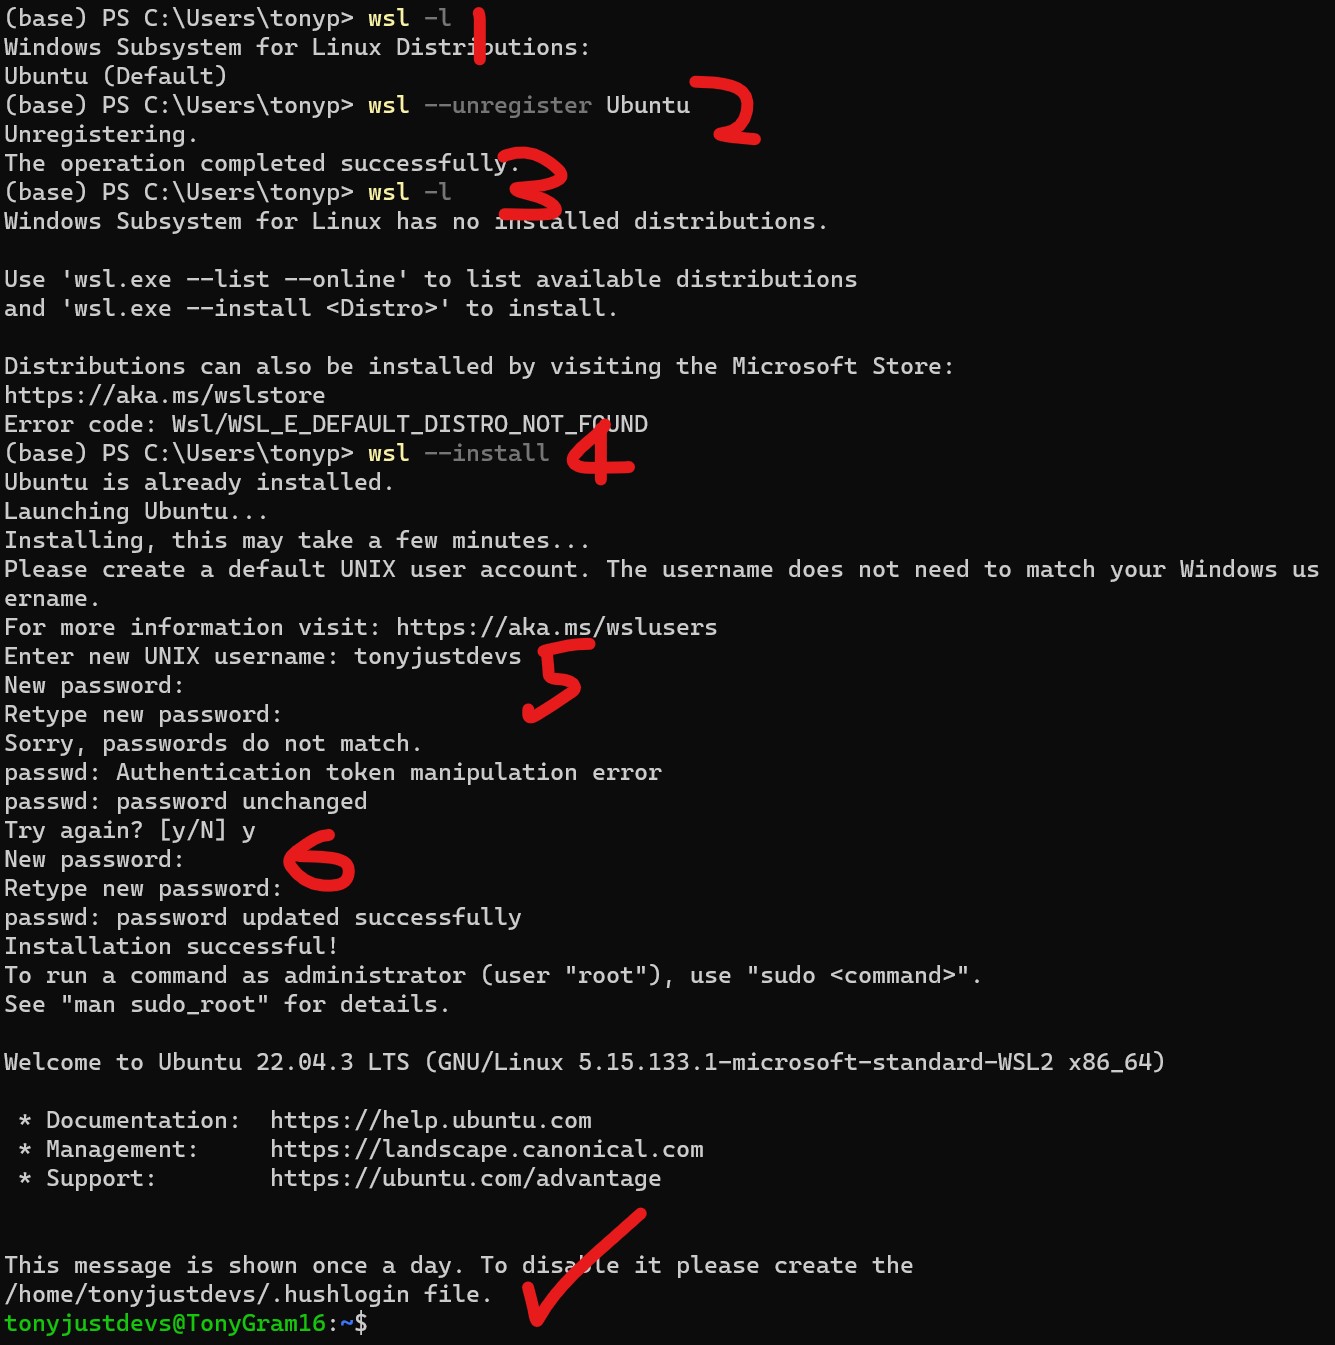 (base) PS C:\Users\tonyp> wsl -l 1
Windows Subsystem for Linux Distributions:
Ubuntu (Default)
(base) PS C:\Users\tonyp> wsl --unregister Ubuntu 2
Unregistering.
The operation completed successfully.
(base) PS C:\Users\tonyp> wsl -l 3
Windows Subsystem for Linux has no installed distributions.
Use 'wsl.exe --list --online' to list available distributions
and 'wsl.exe --install <Distro>' to install.
Distributions can also be installed by visiting the Microsoft Store:
https://aka.ms/wslstore
Error code: Wsl/WSL_E_DEFAULT_DISTRO_NOT_FOUND
(base) PS C:\Users\tonyp> wsl --install 4
Ubuntu is already installed.
Launching Ubuntu...
Installing, this may take a few minutes...
Please create a default UNIX user account. The username does not need to match your Windows us
ername.
For more information visit: https://aka.ms/wslusers
Enter new UNIX username: tonyjustdevs 5
New password:
Retype new password:
Sorry, passwords do not match.
passwd: Authentication token manipulation error
passwd: password unchanged
Try again? [y/N] y
New password: 6
Retype new password:
passwd: password updated successfully
Installation successful!
To run a command as administrator (user "root"), use "sudo <command>".
See "man sudo_root" for details.
Welcome to Ubuntu 22.04.3 LTS (GNU/Linux 5.15.133.1-microsoft-standard-WSL2 x86_64)
* Documentation:  https://help.ubuntu.com
* Management:     https://landscape.canonical.com
* Support:        https://ubuntu.com/advantage
This message is shown once a day. To disable it please create the
/home/tonyjustdevs/.hushlogin file.
tonyjustdevs@TonyGram16:~$